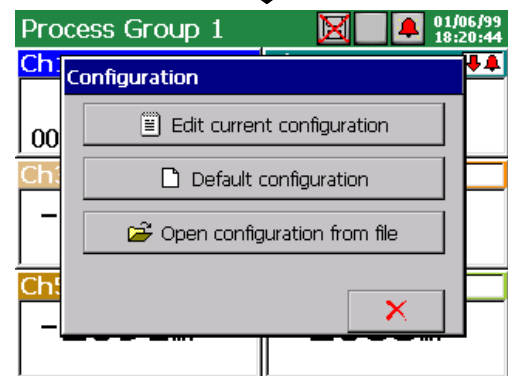 Process Group 1
01/06/99
18:20:44
Configuration
Edit current configuration
00
Default configuration
Open configuration from file